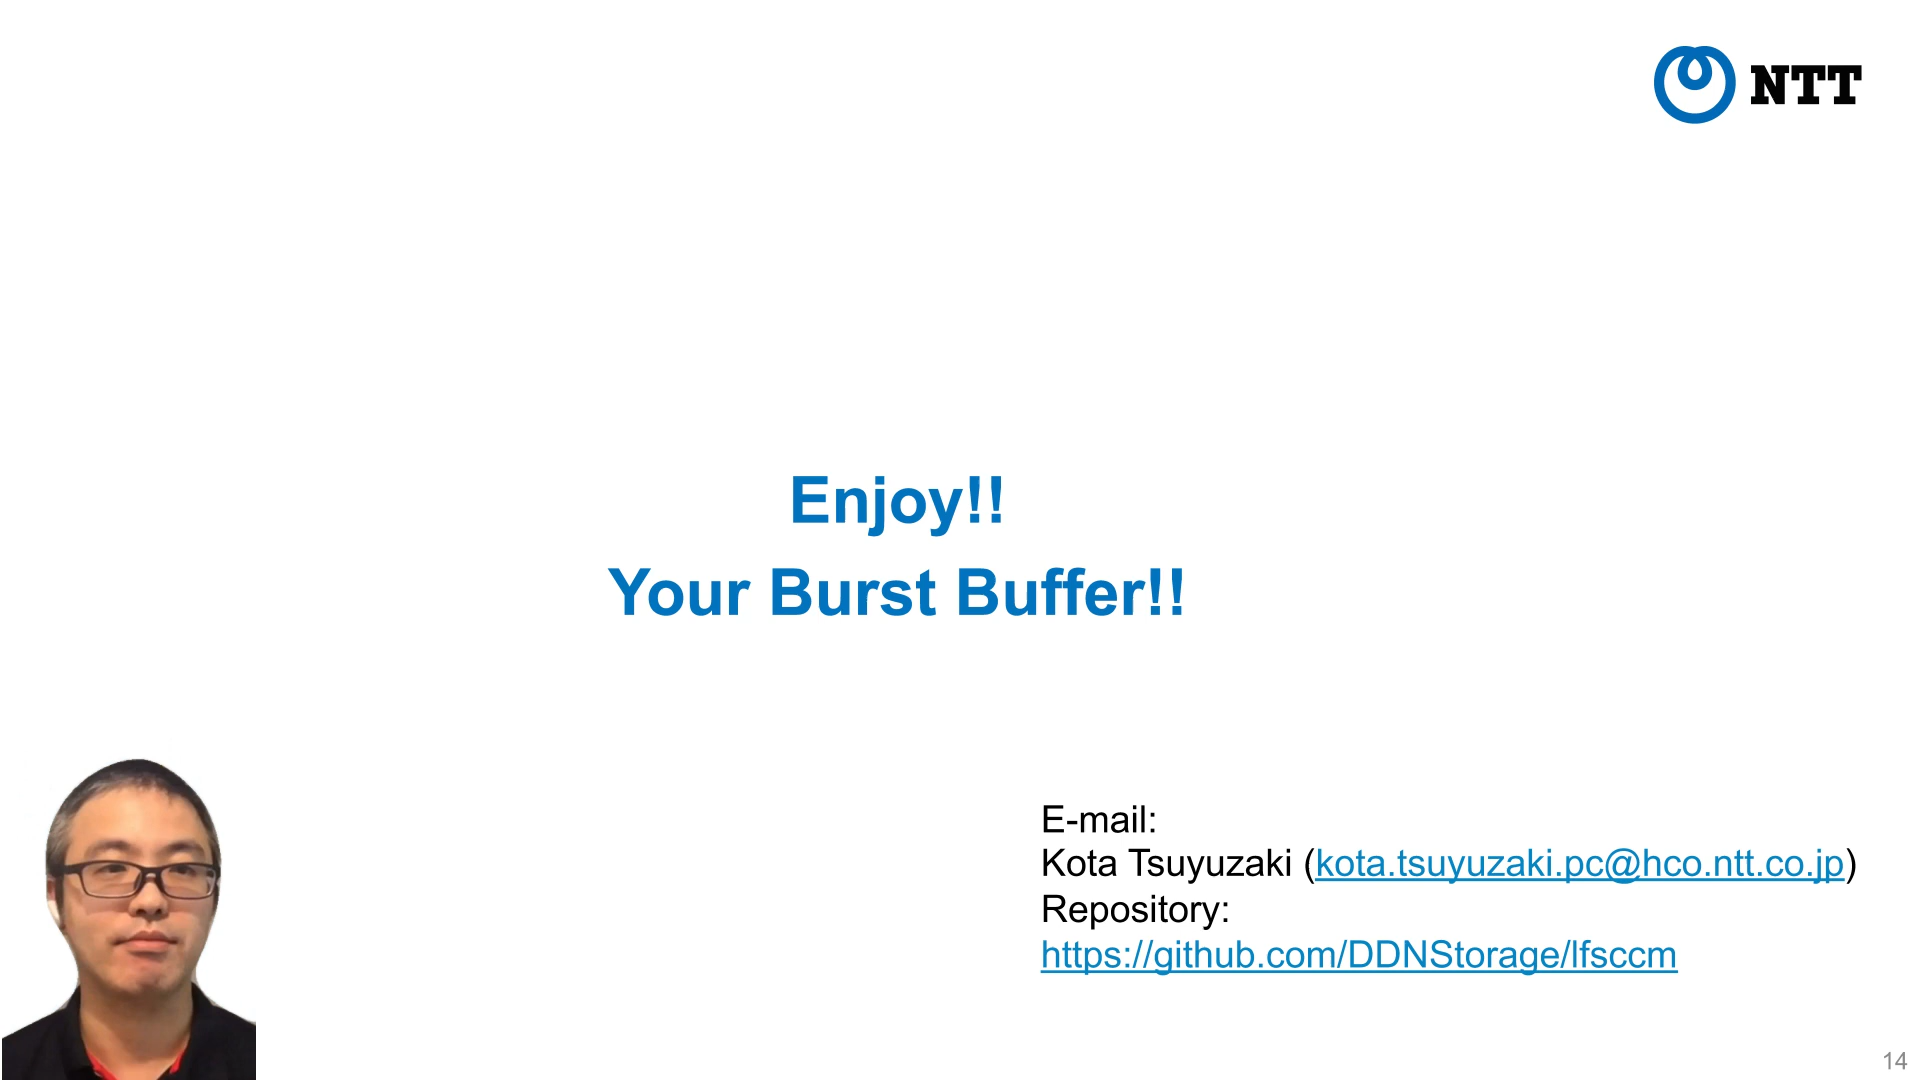 NTT
Enjoy!!
Your Burst Buffer!!
E-mail:
Kota Tsuyuzaki (kota.tsuyuzaki.pc@hco.ntt.co.jp)
Repository:
https://github.com/DDNStorage/lfsccm
14